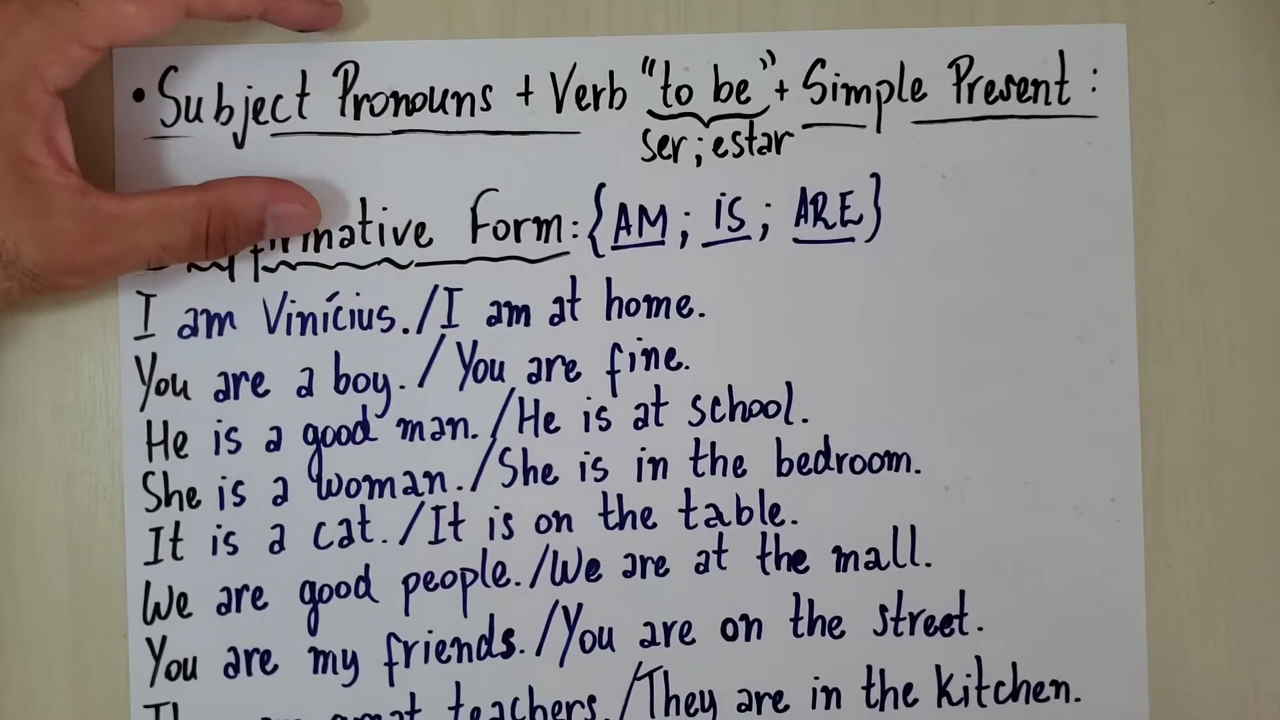 • Subject Pronouns + Verb "to be" + Simple Present:
ser; estar
Form: {AM; IS; ARE}
I am Vinícius./I am at home.
You are a boy./You are fine.
He is a good man./He is at school.
She is a woman./She is in the bedroom.
It is a cat./It is on the table.
We are good people./We are at the mall.
You are my friends./You are on the street.
teachers./They are in the kitchen.